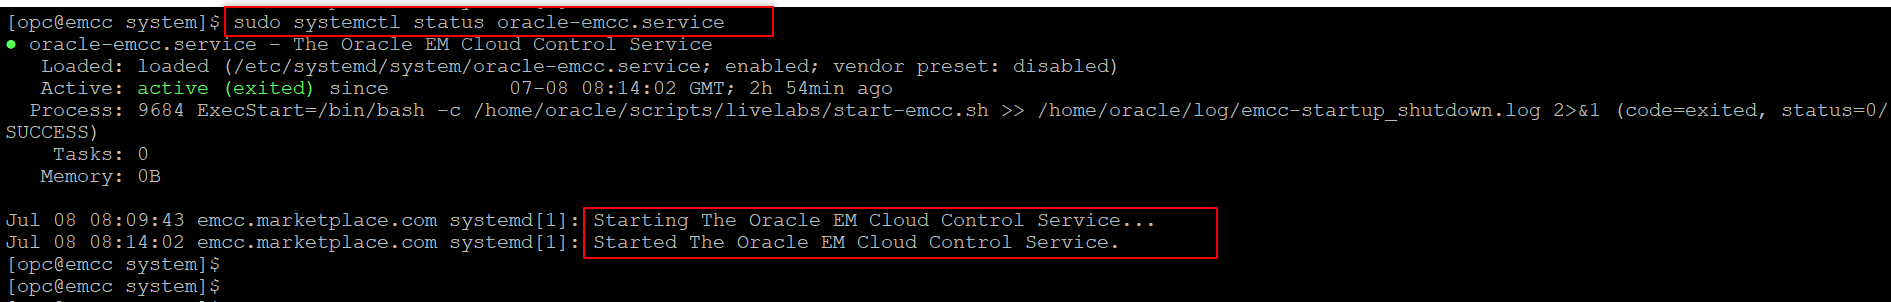 [opc@emcc system]$ sudo systemctl status oracle-emcc.service
● oracle-emcc.service - The Oracle EM Cloud Control Service
   Loaded: loaded (/etc/systemd/system/oracle-emcc.service; enabled; vendor preset: disabled)
   Active: active (exited) since          07-08 08:14:02 GMT; 2h 54min ago
  Process: 9684 ExecStart=/bin/bash -c /home/oracle/scripts/livelabs/start-emcc.sh >> /home/oracle/log/emcc-startup_shutdown.log 2>&1 (code=exited, status=0/
SUCCESS)
    Tasks: 0
   Memory: 0B
Jul 08 08:09:43 emcc.marketplace.com systemd[1]: Starting The Oracle EM Cloud Control Service...
Jul 08 08:14:02 emcc.marketplace.com systemd[1]: Started The Oracle EM Cloud Control Service.
[opc@emcc system]$
[opc@emcc system]$